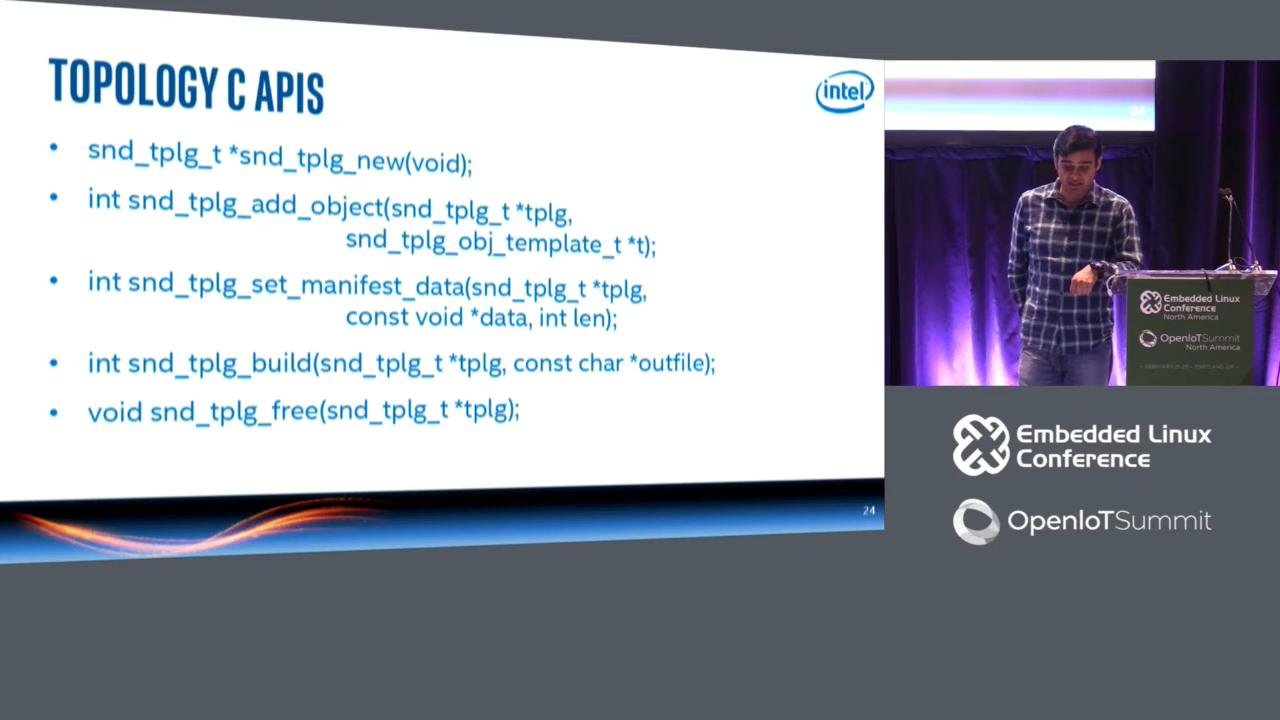 TOPOLOGY C APIS
intel
• snd_tplg_t *snd_tplg_new(void);
• int snd_tplg_add_object(snd_tplg_t *tplg,
snd_tplg_obj_template_t *t);
• int snd_tplg_set_manifest_data(snd_tplg_t *tplg,
const void *data, int len);
• int snd_tplg_build(snd_tplg_t *tplg, const char *outfile);
• void snd_tplg_free(snd_tplg_t *tplg);
24
24
Embedded Linux
Conference
North America
OpenIoTSummit
North America
Embedded Linux
Conference
OpenIoTSummit